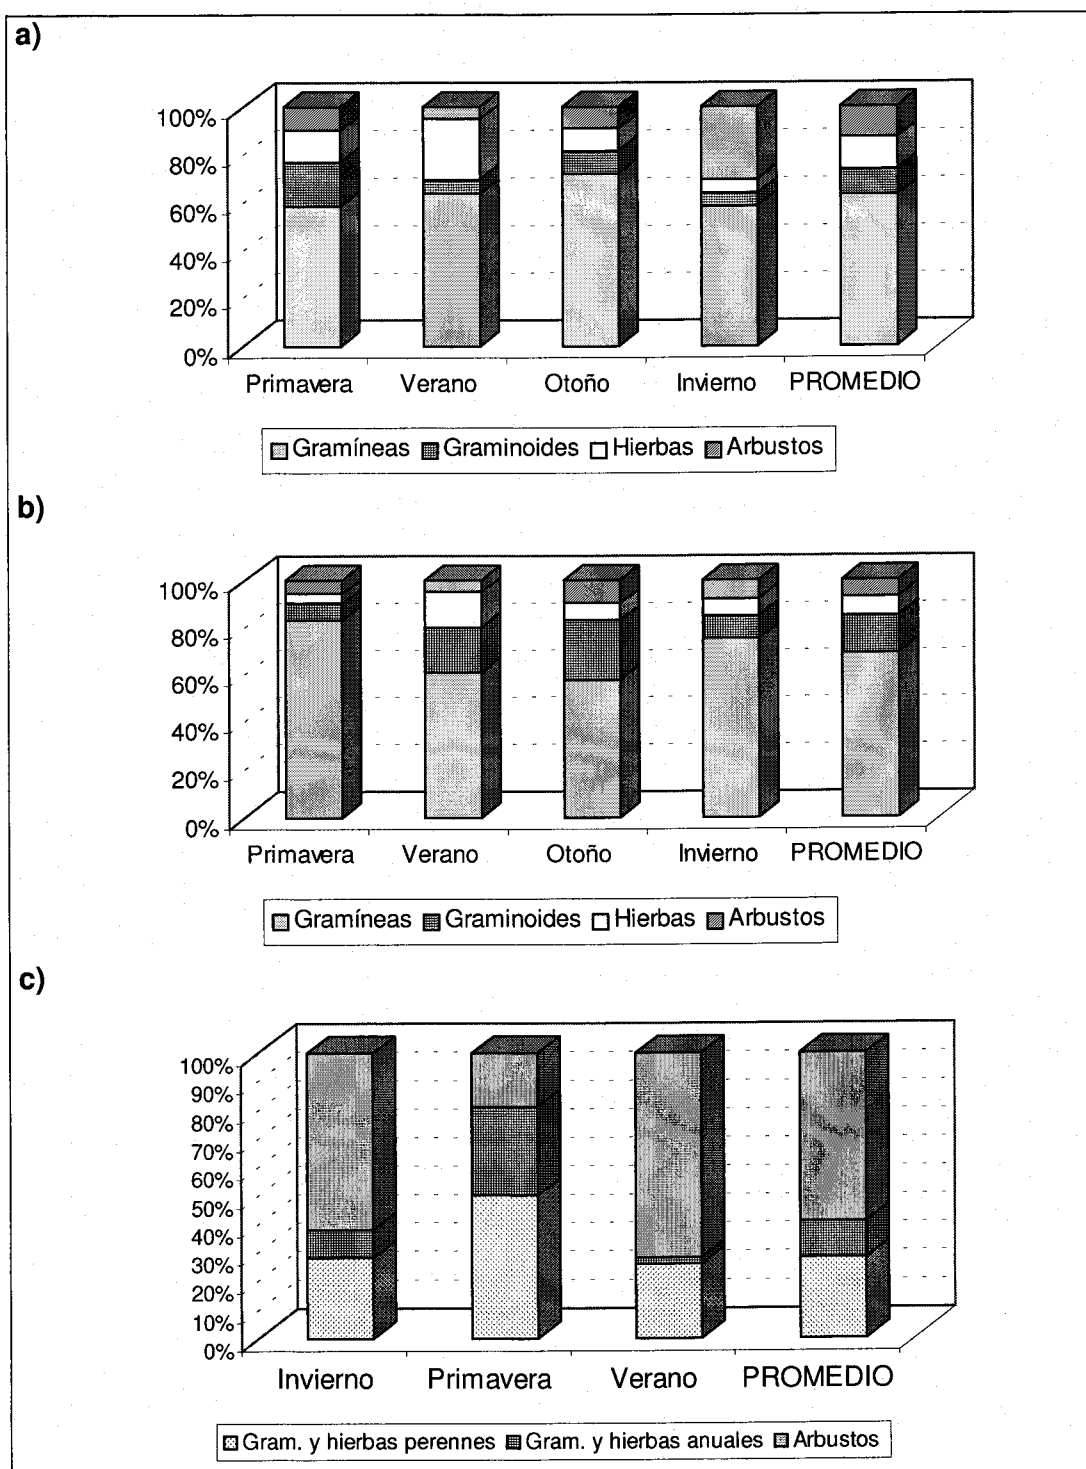 a)
100%
80%
60%
40%
20%
0%
Primavera Verano Otoño Invierno PROMEDIO
Gramíneas Graminoides Hierbas Arbustos
b)
100%
80%
60%
40%
20%
0%
Primavera Verano Otoño Invierno PROMEDIO
Gramíneas Graminoides Hierbas Arbustos
c)
100%
90%
80%
70%
60%
50%
40%
30%
20%
10%
0%
Invierno Primavera Verano PROMEDIO
Gram. y hierbas perennes Gram. y hierbas anuales Arbustos